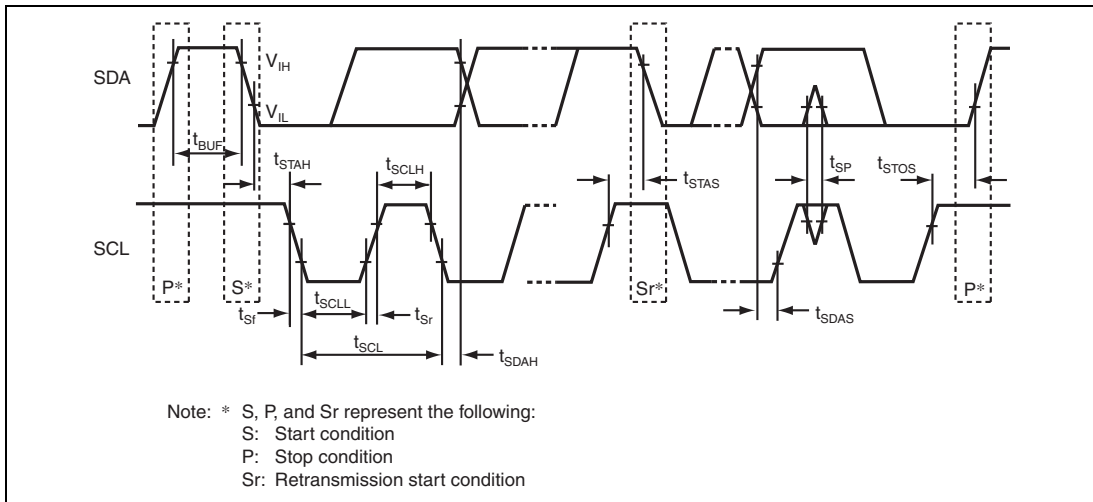 SDA
V_IH
V_IL
t_BUF
t_STAH
t_SCLH
t_STAS
t_SP
t_STOS
SCL
P*
S*
Sr*
P*
t_Sf
t_SCLL
t_Sr
t_SDAS
t_SCL
t_SDAH
Note: * S, P, and Sr represent the following:
S: Start condition
P: Stop condition
Sr: Retransmission start condition